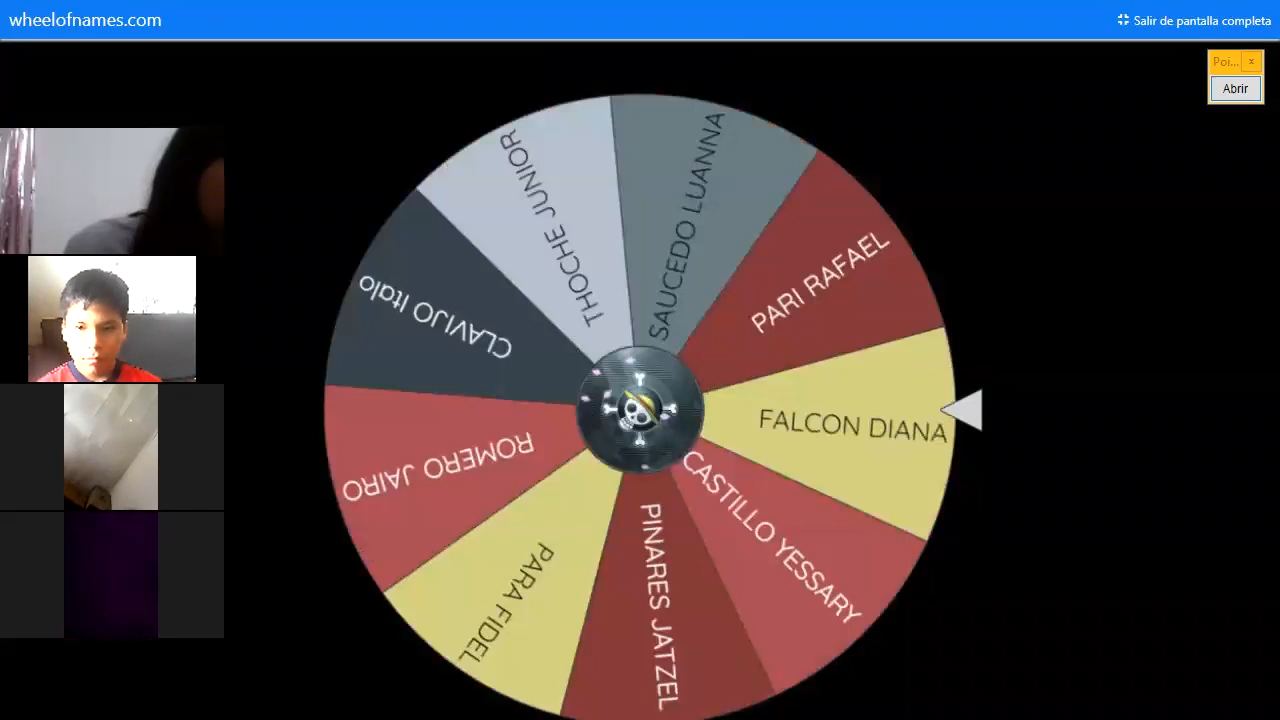 wheelofnames.com
Salir de pantalla completa
Poi... ×
Abrir
THOCHE JUNIOR
SAUCEDO LUANNA
PARI RAFAEL
FALCON DIANA
CASTILLO YESSARY
PINARES JATZEL
PARA FIDEL
ROMERO JAIRO
CLAVIJO Italo